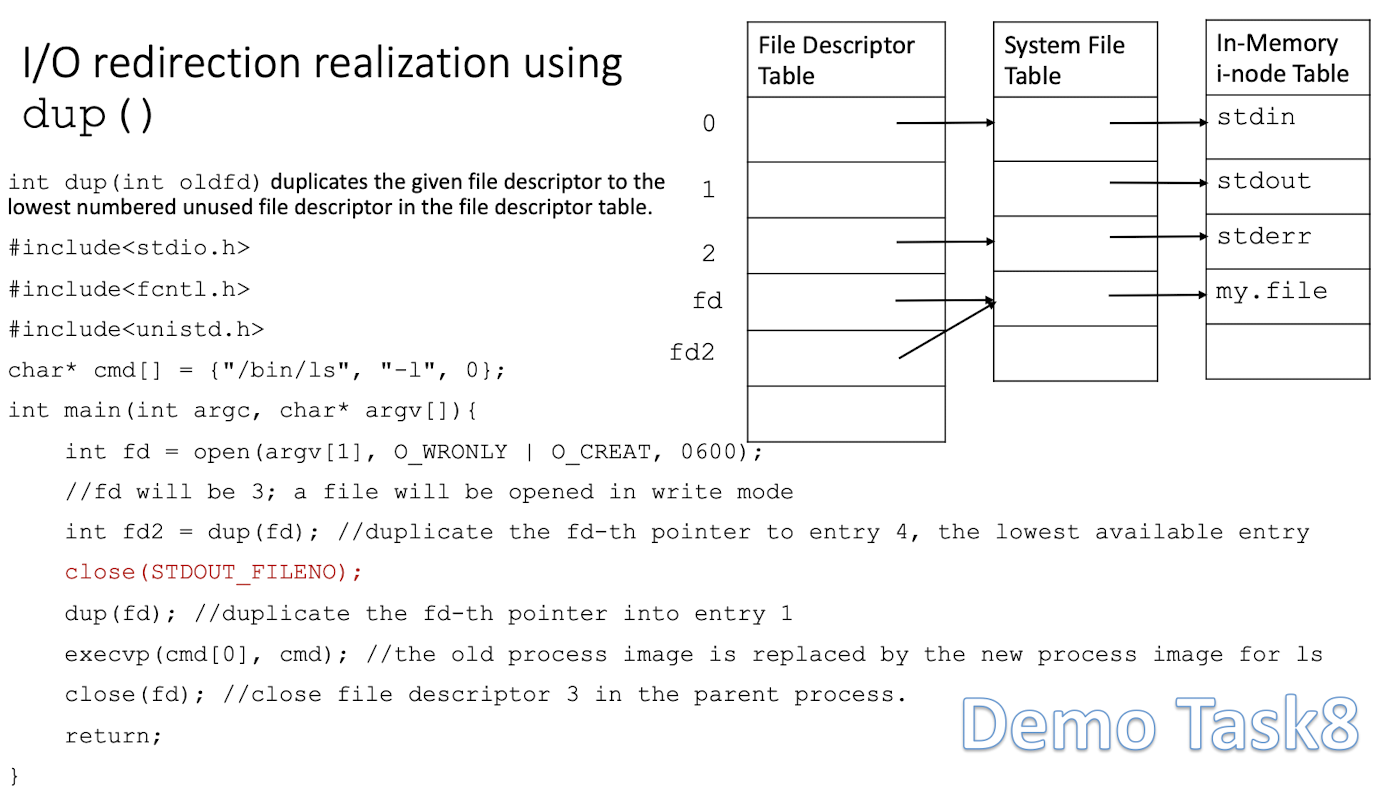 I/O redirection realization using
dup()
int dup(int oldfd) duplicates the given file descriptor to the
lowest numbered unused file descriptor in the file descriptor table.
#include<stdio.h>
#include<fcntl.h>
#include<unistd.h>
char* cmd[] = {"/bin/ls", "-l", 0};
int main(int argc, char* argv[]){
int fd = open(argv[1], O_WRONLY | O_CREAT, 0600);
//fd will be 3; a file will be opened in write mode
int fd2 = dup(fd); //duplicate the fd-th pointer to entry 4, the lowest available entry
close(STDOUT_FILENO);
dup(fd); //duplicate the fd-th pointer into entry 1
execvp(cmd[0], cmd); //the old process image is replaced by the new process image for ls
close(fd); //close file descriptor 3 in the parent process.
return;
}
File Descriptor
Table
0
1
2
fd
fd2
System File
Table
In-Memory
i-node Table
stdin
stdout
stderr
my.file
Demo Task8